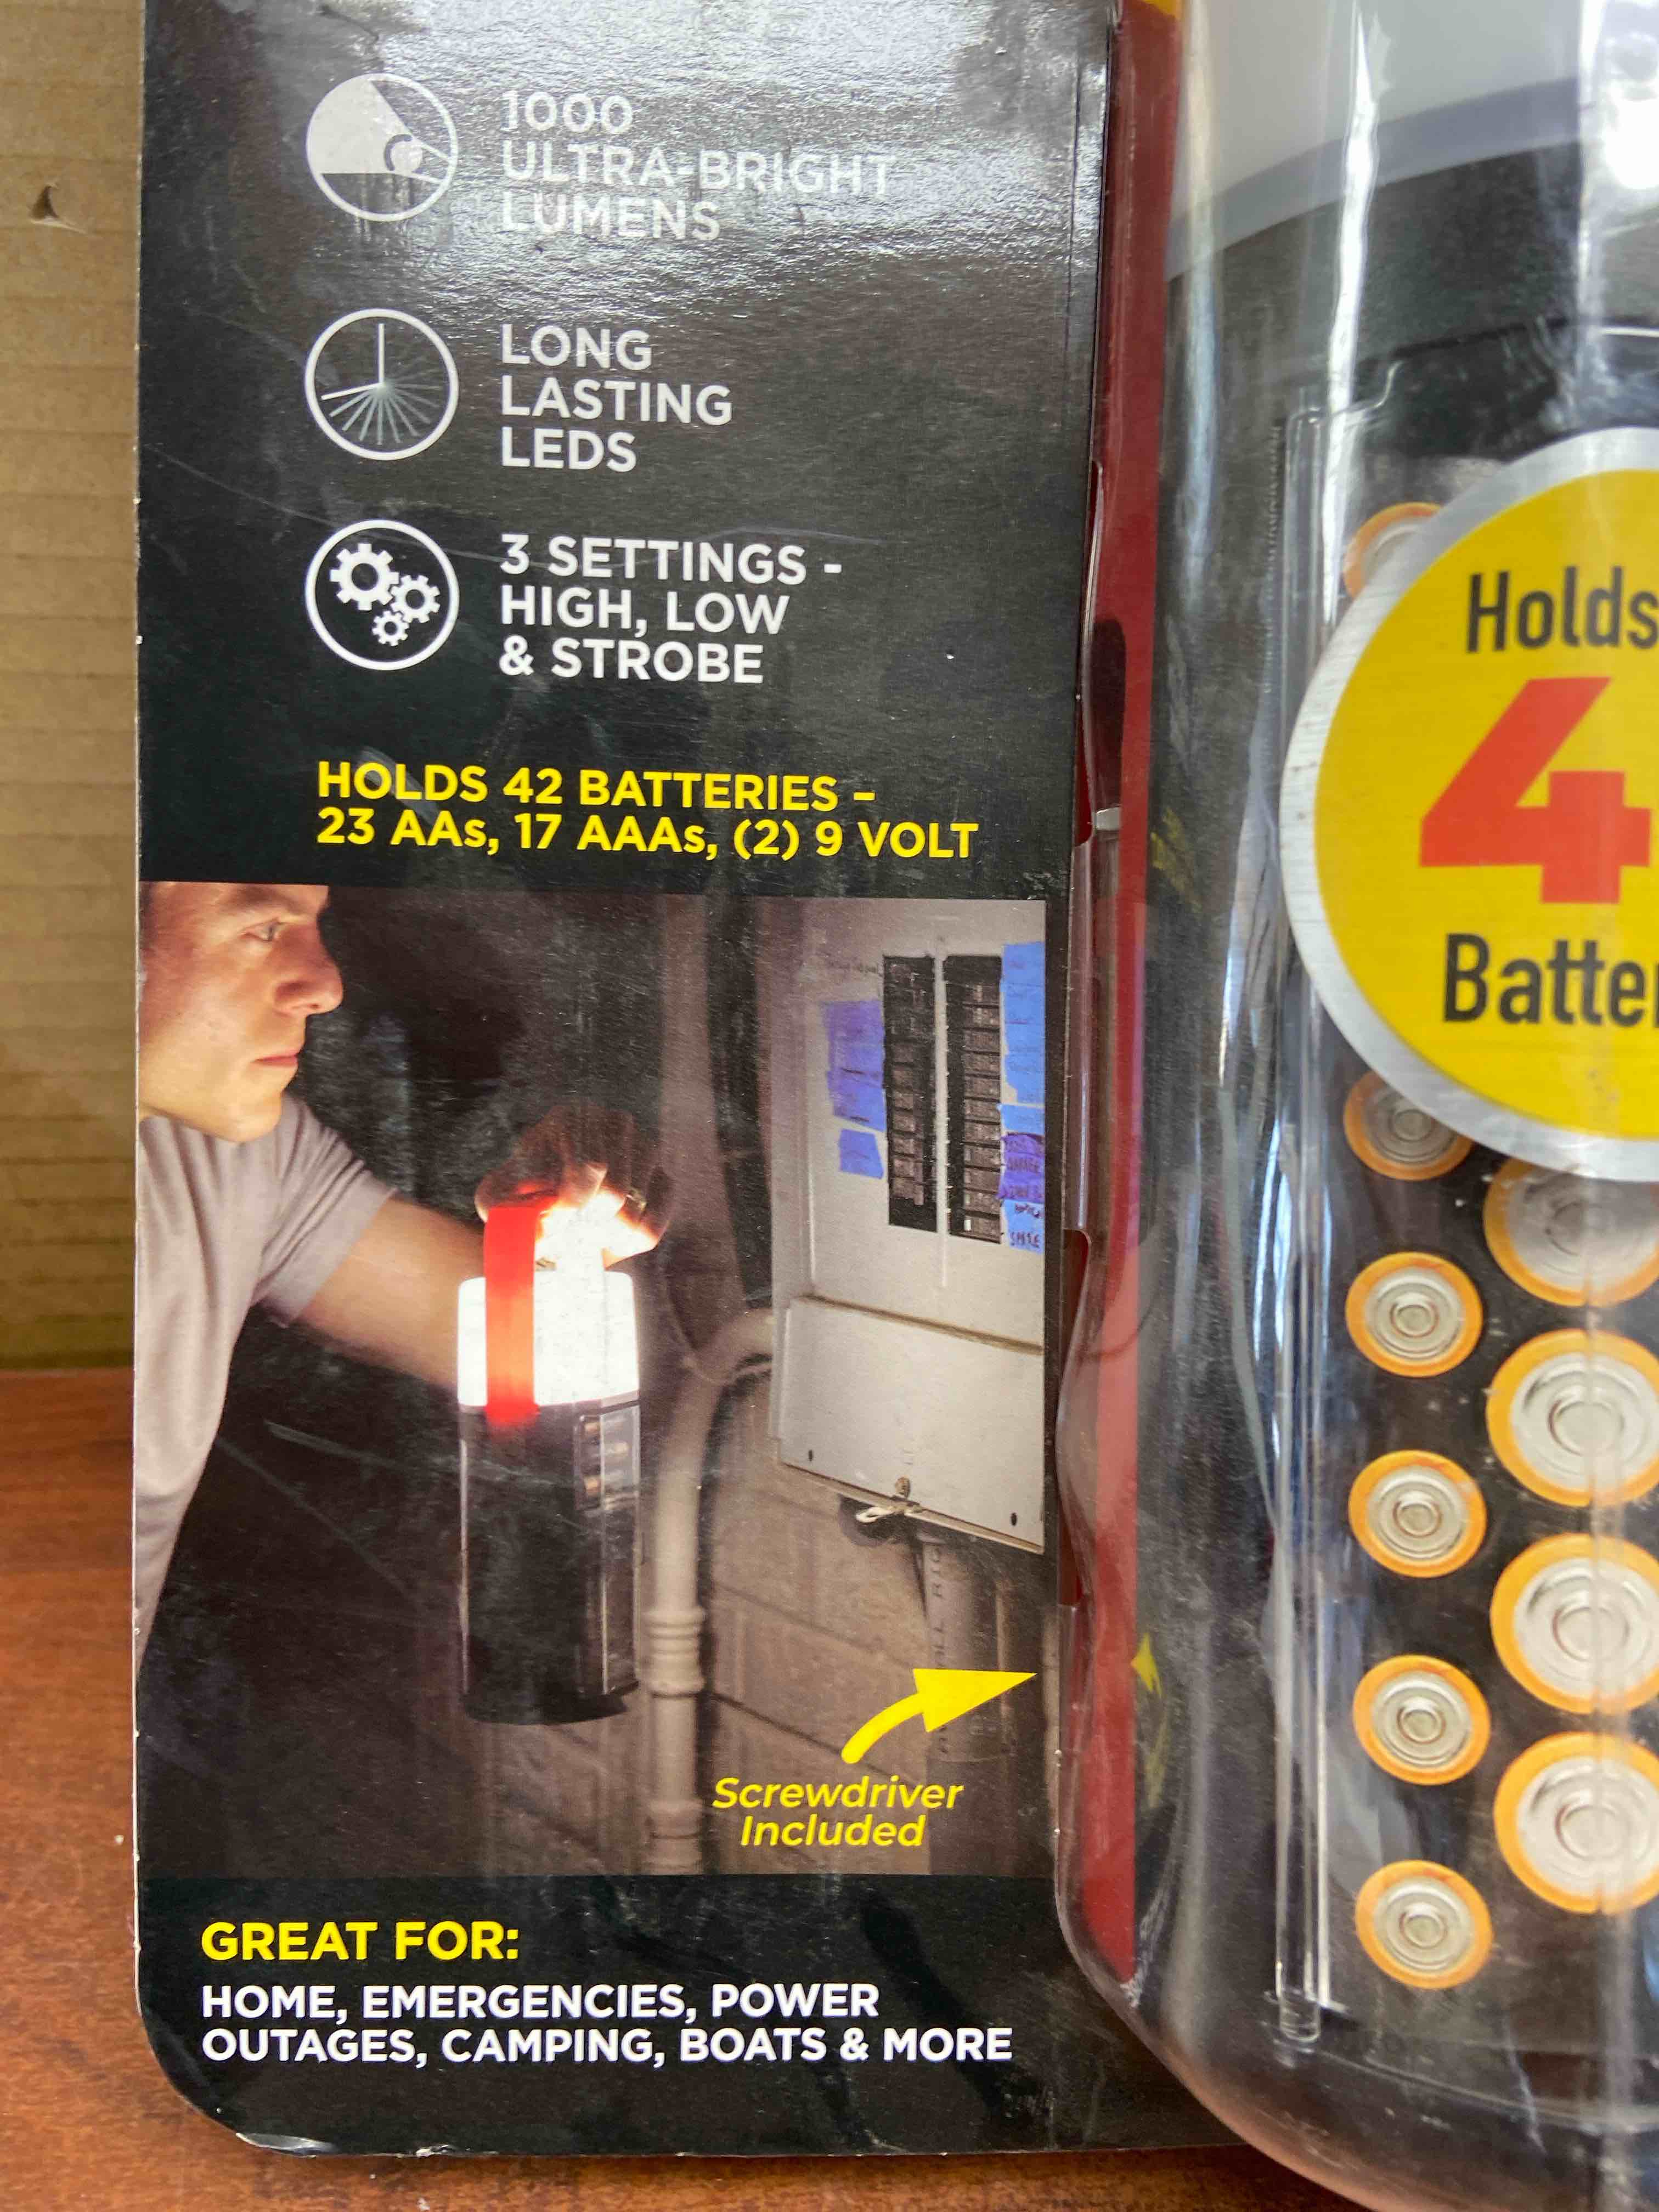 1000
ULTRA-BRIGHT
LUMENS
LONG
LASTING
LEDS
3 SETTINGS -
HIGH, LOW
& STROBE
HOLDS 42 BATTERIES –
23 AAs, 17 AAAs, (2) 9 VOLT
Screwdriver
Included
GREAT FOR:
HOME, EMERGENCIES, POWER
OUTAGES, CAMPING, BOATS & MORE
Holds
4
Batter